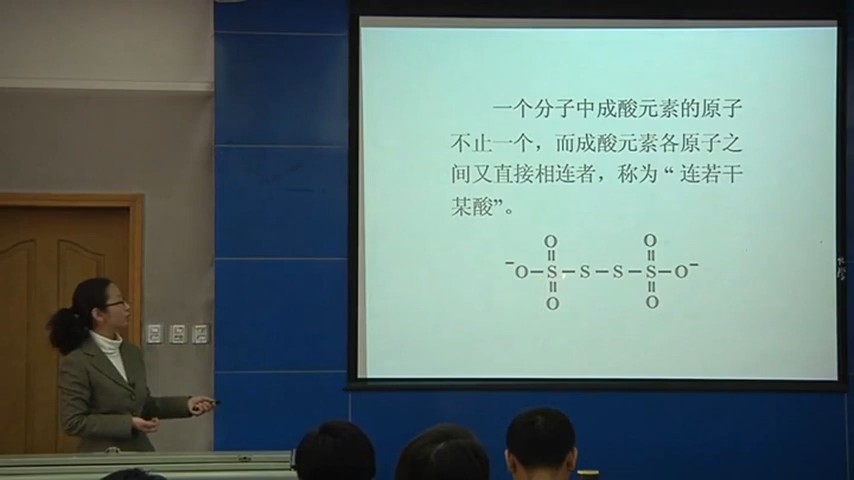 一个分子中成酸元素的原子
不止一个，而成酸元素各原子之
间又直接相连者，称为“ 连若干
某酸”。
O O
⁻O－S－S－S－S－O⁻
O O